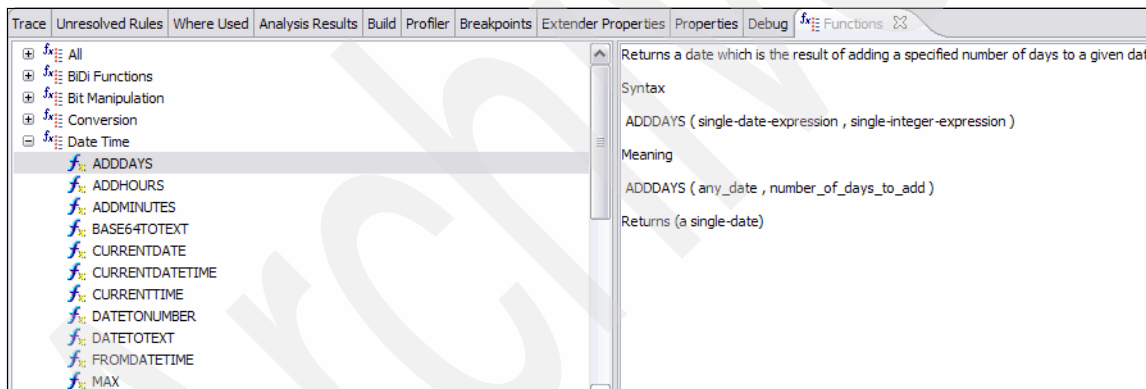 Trace Unresolved Rules Where Used Analysis Results Build Profiler Breakpoints Extender Properties Properties Debug Functions
All
BiDi Functions
Bit Manipulation
Conversion
Date Time
ADDDAYS
ADDHOURS
ADDMINUTES
BASE64TOTEXT
CURRENTDATE
CURRENTDATETIME
CURRENTTIME
DATETONUMBER
DATETOTEXT
FROMDATETIME
MAX
Returns a date which is the result of adding a specified number of days to a given dat
Syntax
ADDDAYS ( single-date-expression , single-integer-expression )
Meaning
ADDDAYS ( any_date , number_of_days_to_add )
Returns (a single-date)